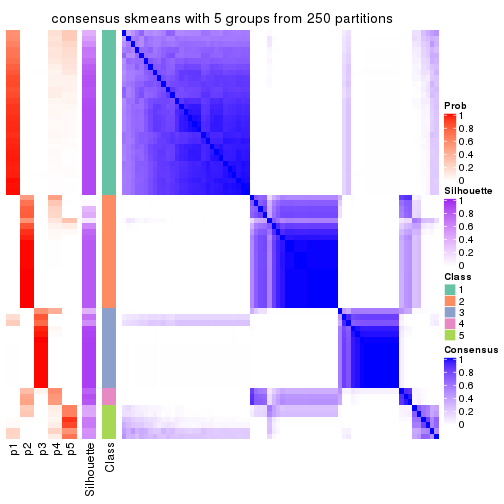 consensus skmeans with 5 groups from 250 partitions
Prob
1
0.8
0.6
0.4
0.2
0
Silhouette
1
0.8
0.6
0.4
0.2
0
Class
1
2
3
4
5
Consensus
1
0.8
0.6
0.4
0.2
0
p1
p2
p3
p4
p5
Silhouette
Class